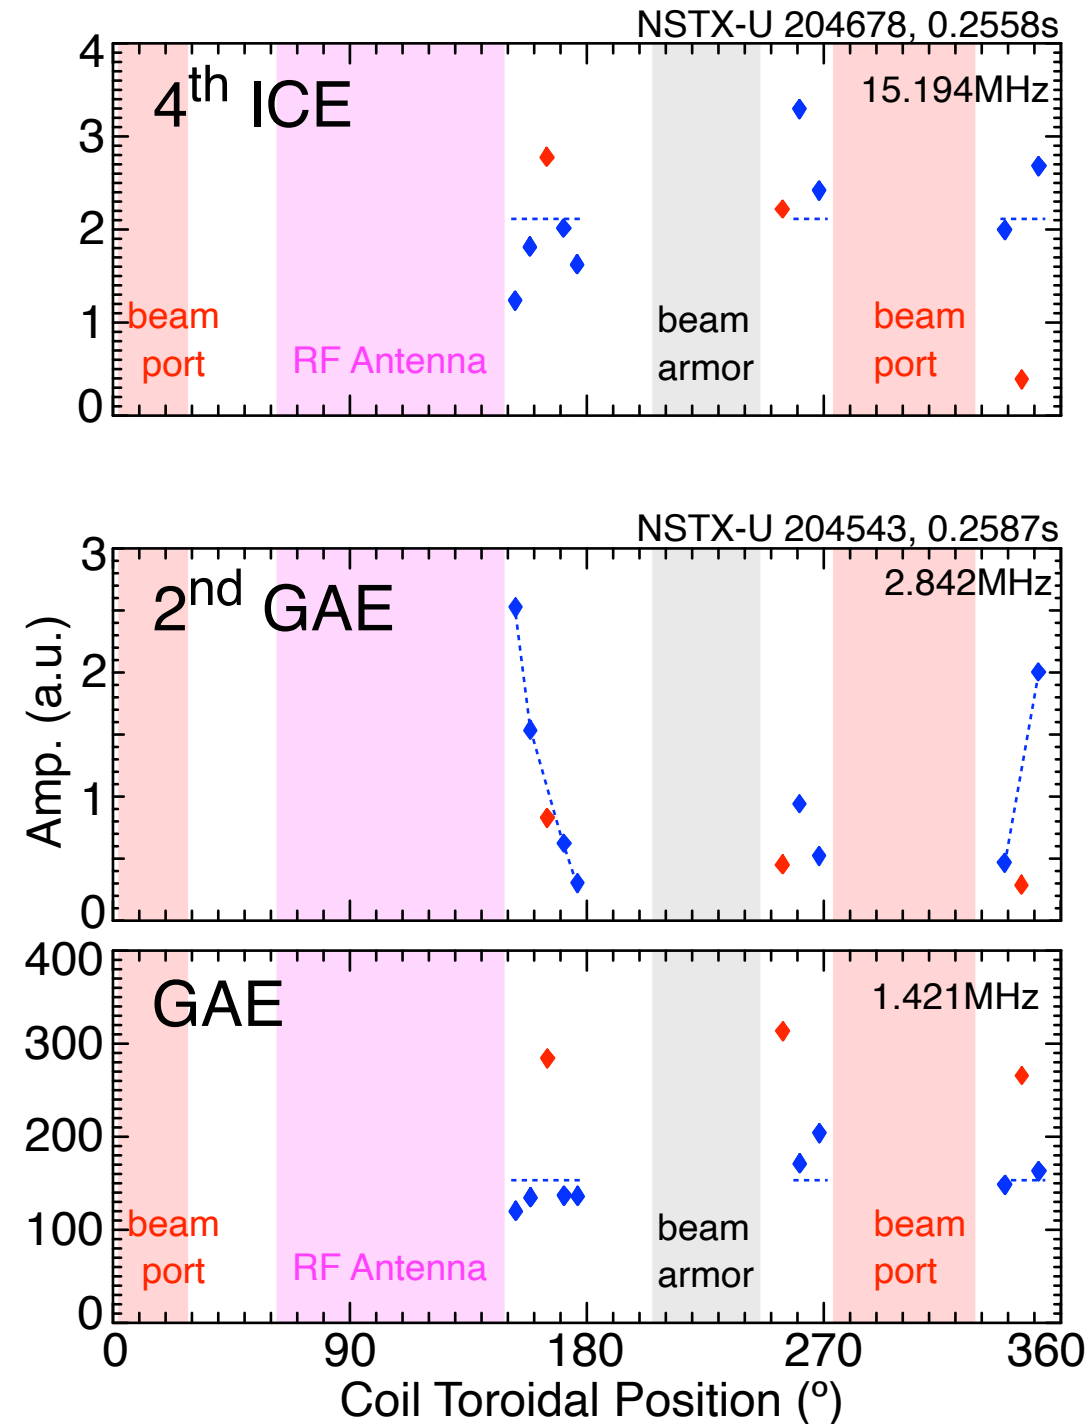 NSTX-U 204678, 0.2558s
4
4th ICE
15.194MHz
3
2
1
0
beam
port
RF Antenna
beam
armor
beam
port
NSTX-U 204543, 0.2587s
3
2nd GAE
2.842MHz
2
1
0
Amp. (a.u.)
400
GAE
1.421MHz
300
200
100
0
beam
port
RF Antenna
beam
armor
beam
port
0 90 180 270 360
Coil Toroidal Position (º)